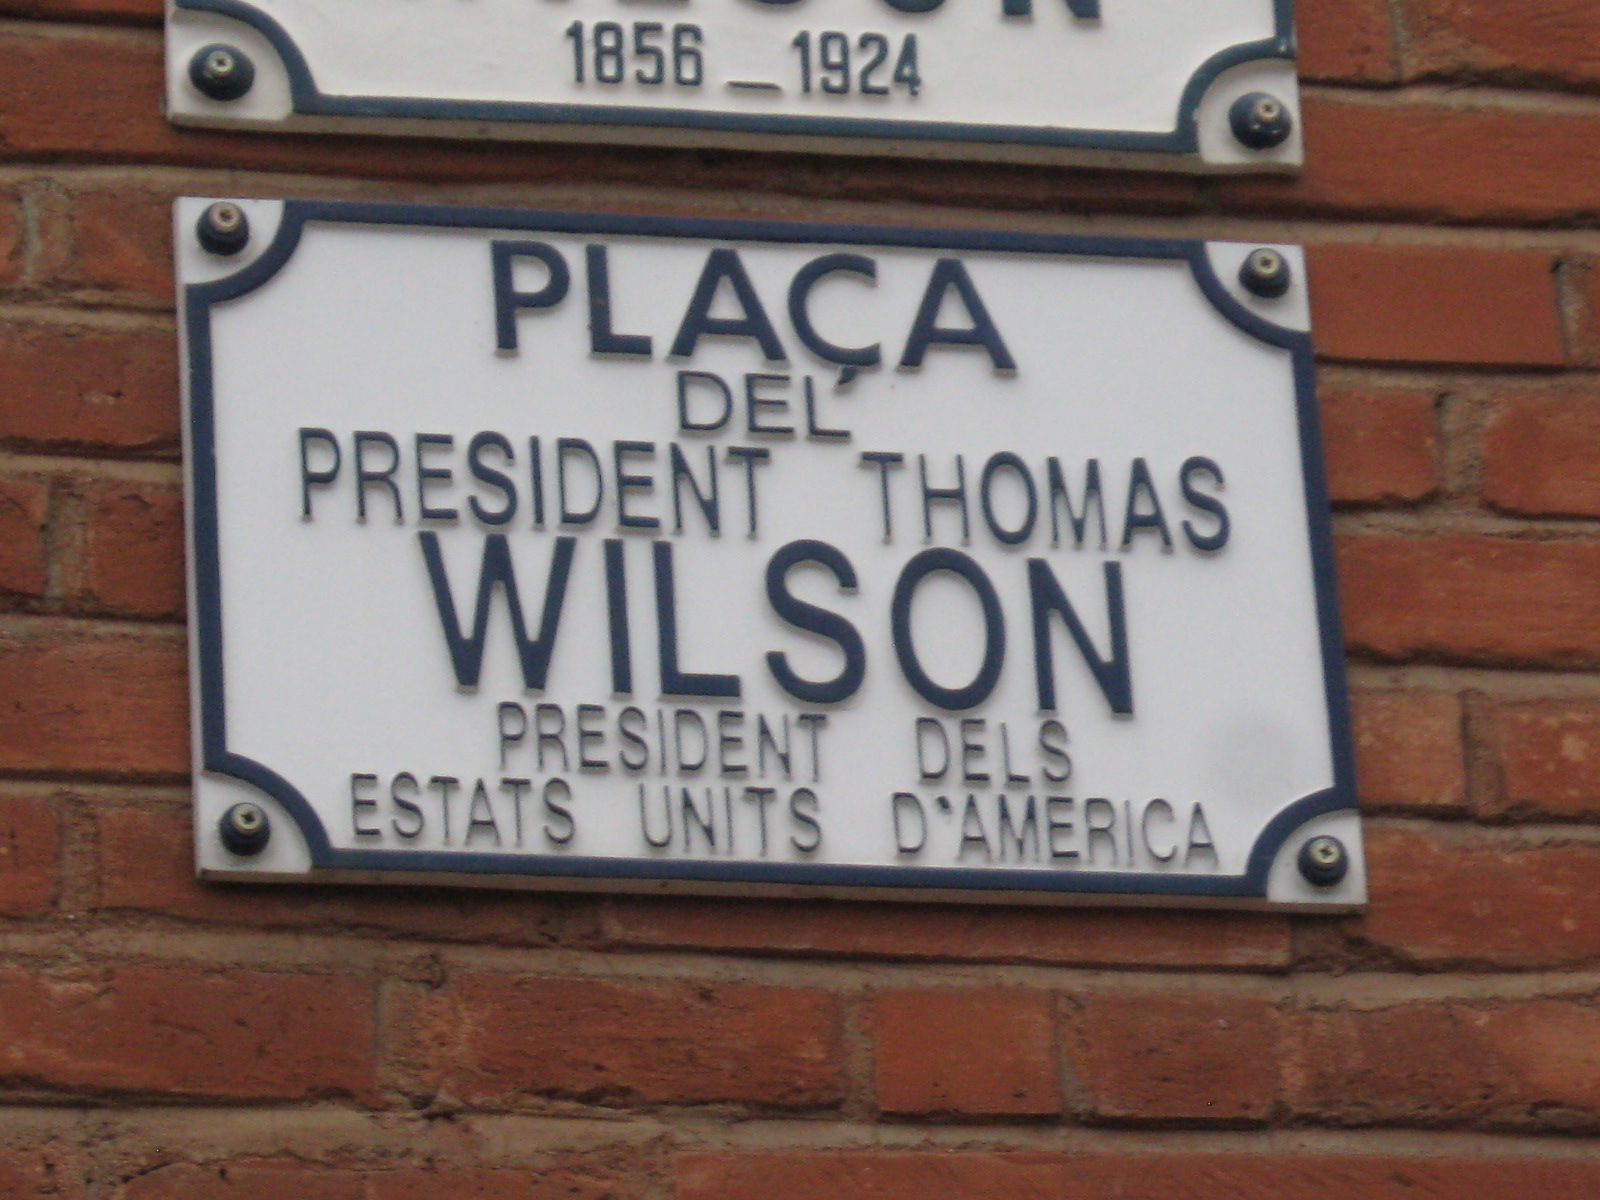 1856 _ 1924
PLAÇA
DEL
PRESIDENT THOMAS
WILSON
PRESIDENT DELS
ESTATS UNITS D'AMERICA